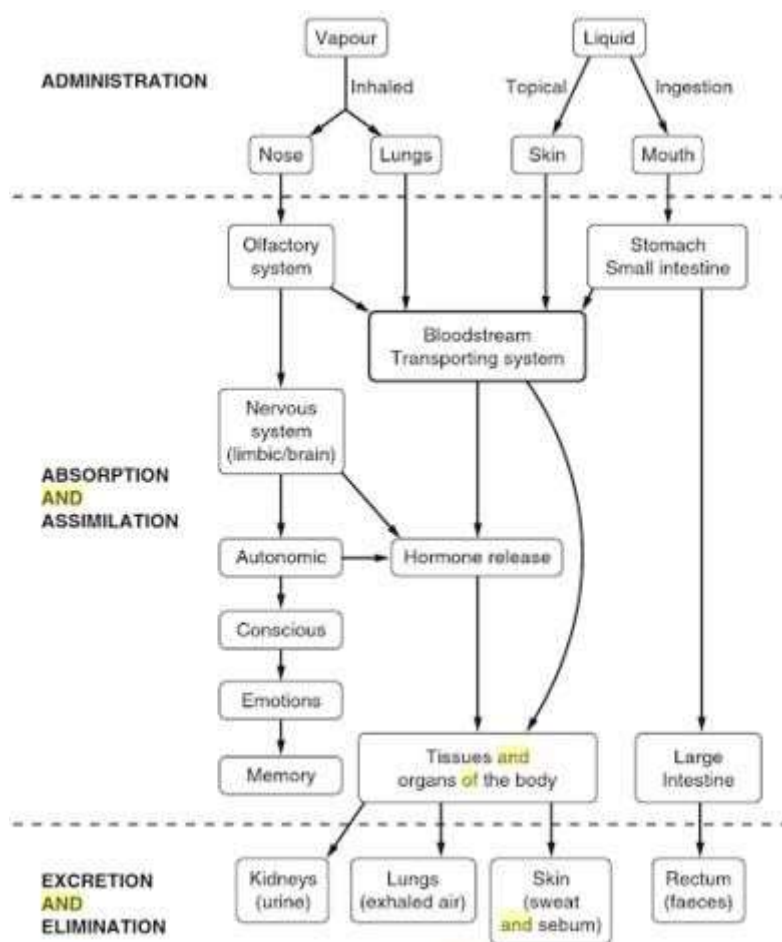 Vapour
Liquid
ADMINISTRATION
Inhaled
Topical
Ingestion
Nose
Lungs
Skin
Mouth
Olfactory
system
Stomach
Small intestine
Bloodstream
Transporting system
Nervous
system
(limbic/brain)
ABSORPTION
AND
ASSIMILATION
Autonomic
Hormone release
Conscious
Emotions
Memory
Tissues and
organs of the body
Large
Intestine
EXCRETION
AND
ELIMINATION
Kidneys
(urine)
Lungs
(exhaled air)
Skin
(sweat
and sebum)
Rectum
(faeces)